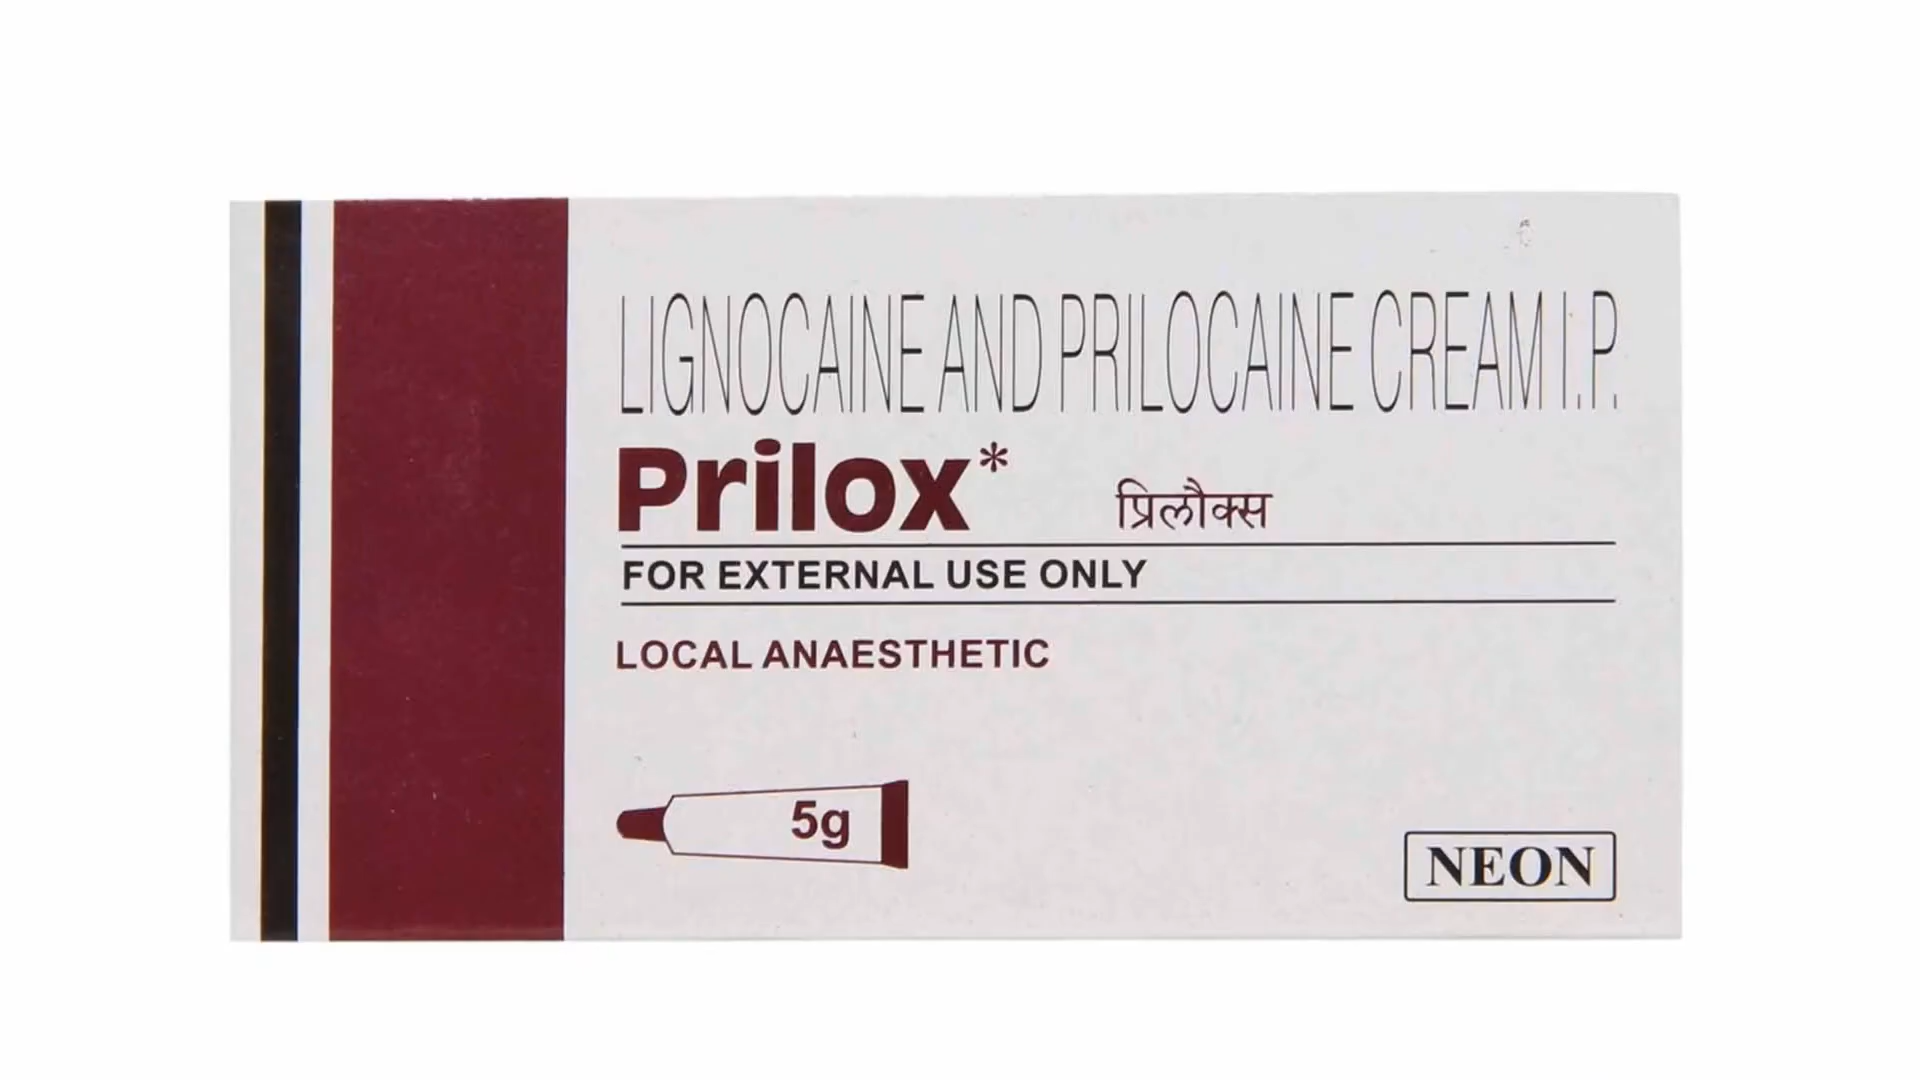 LIGNOCAINE AND PRILOCAINE CREAM I.P.
Prilox* प्रिलौक्स
FOR EXTERNAL USE ONLY
LOCAL ANAESTHETIC
5g
NEON